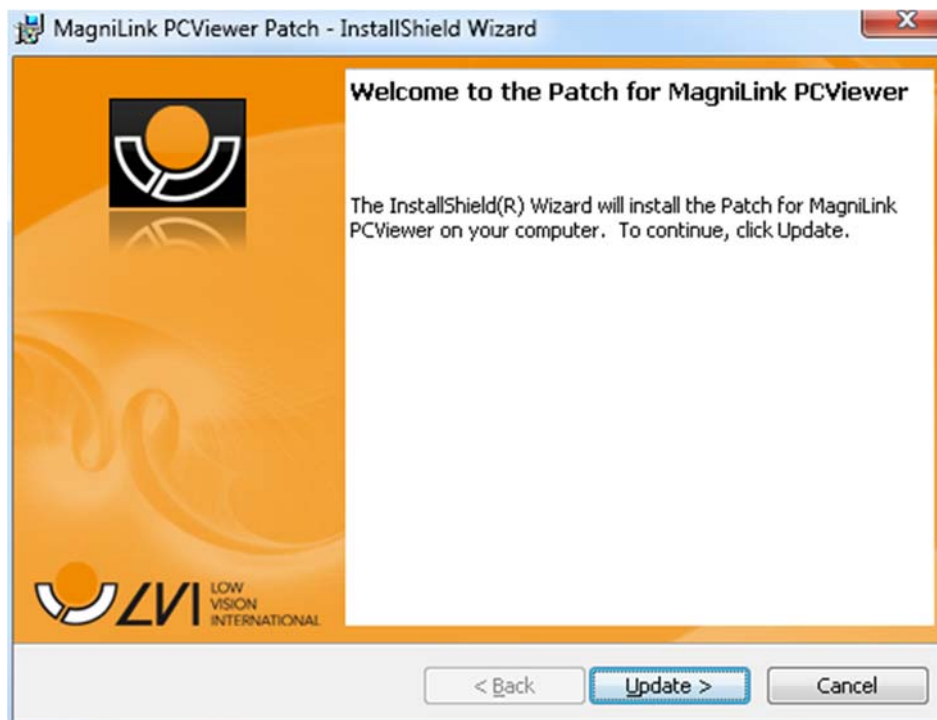 MagniLink PCViewer Patch - InstallShield Wizard
X
Welcome to the Patch for MagniLink PCViewer
The InstallShield(R) Wizard will install the Patch for MagniLink
PCViewer on your computer.  To continue, click Update.
LVI
LOW
VISION
INTERNATIONAL
< Back
Update >
Cancel